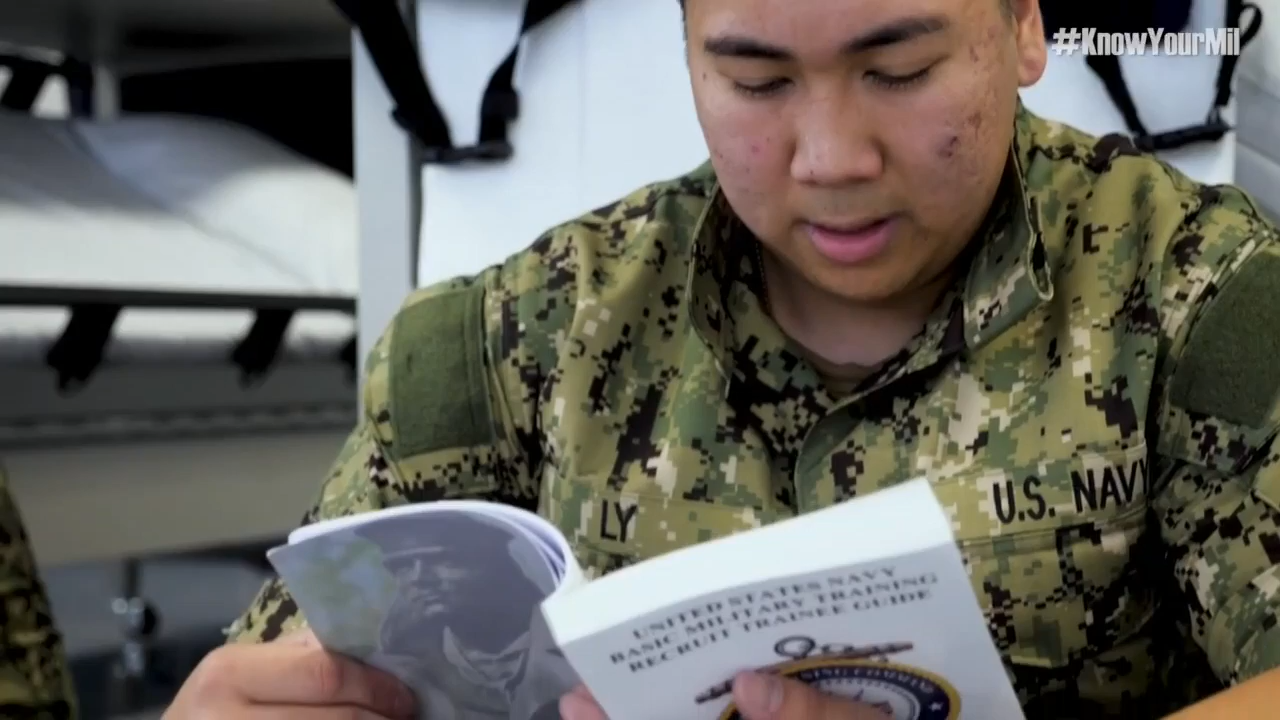 #KnowYourMil
LY
U.S. NAVY
UNITED STATES NAVY
BASIC MILITARY TRAINING
RECRUIT TRAINEE GUIDE